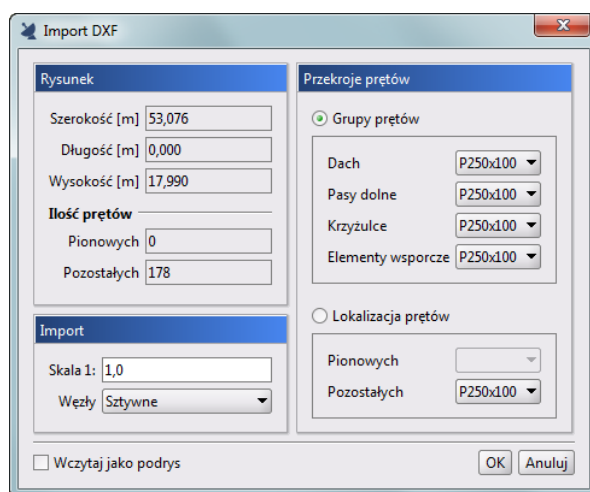 Import DXF
Rysunek
Szerokość [m] 53,076
Długość [m] 0,000
Wysokość [m] 17,990
Ilość prętów
Pionowych 0
Pozostałych 178
Import
Skala 1: 1,0
Węzły Sztywne
Przekroje prętów
Grupy prętów
Dach P250x100
Pasy dolne P250x100
Krzyżulce P250x100
Elementy wsporcze P250x100
Lokalizacja prętów
Pionowych
Pozostałych P250x100
Wczytaj jako podrys
OK Anuluj